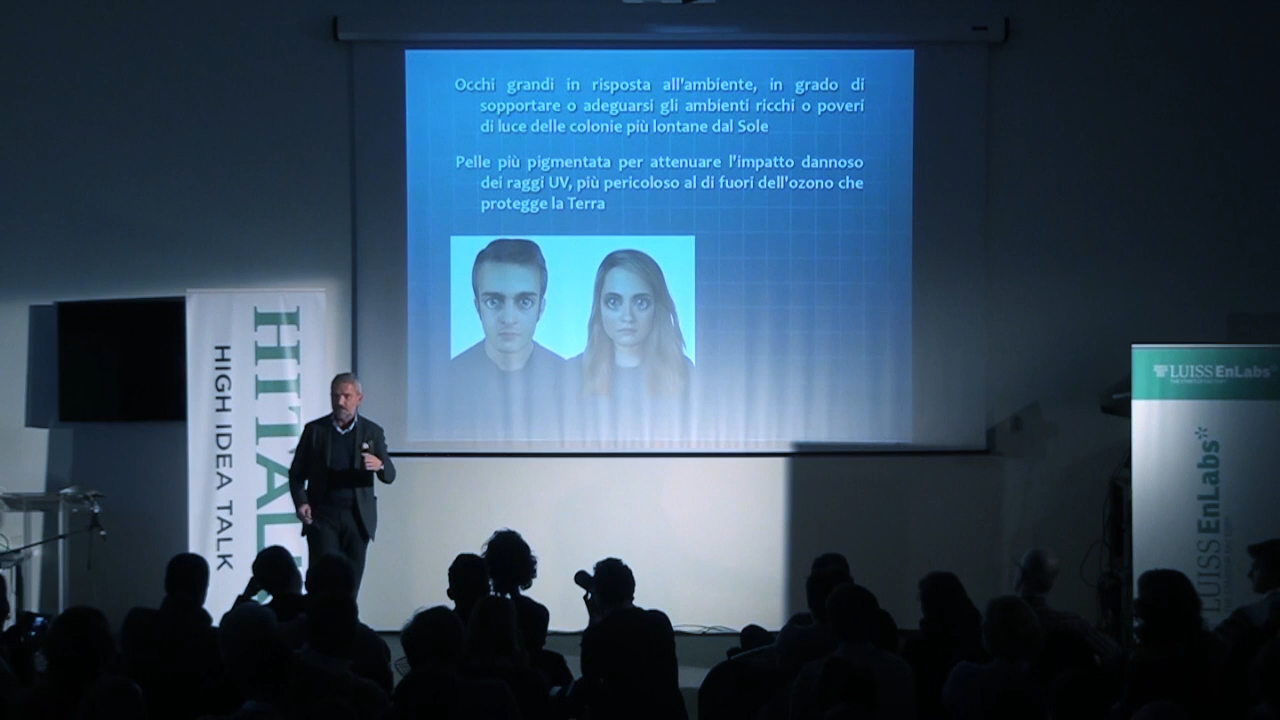 Occhi grandi in risposta all'ambiente, in grado di
sopportare o adeguarsi gli ambienti ricchi o poveri
di luce delle colonie più lontane dal Sole
Pelle più pigmentata per attenuare l'impatto dannoso
dei raggi UV, più pericoloso al di fuori dell'ozono che
protegge la Terra
HITAL
HIGH IDEA TALK
LUISS EnLabs*
LUISS EnLabs*